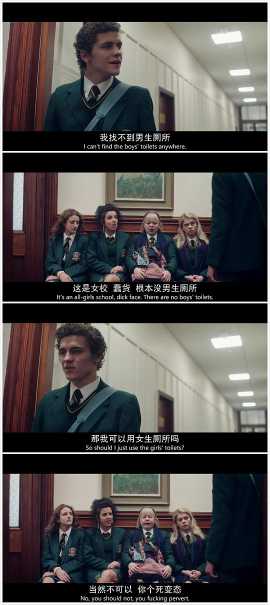 我找不到男生厕所
I can't find the boys' toilets anywhere.
这是女校 蠢货 根本没男生厕所
It's an all-girls school, dick face. There are no boys' toilets.
那我可以用女生厕所吗
So should I just use the girls' toilets?
当然不可以 你个死变态
No, you should not, you fucking pervert.